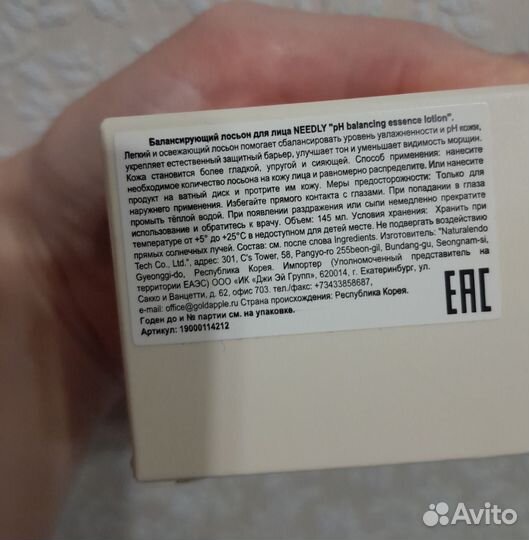 Балансирующий лосьон для лица NEEDLY "pH balancing essence lotion".
Легкий и освежающий лосьон помогает сбалансировать уровень увлажненности и pH кожи,
укрепляет естественный защитный барьер, улучшает тон и уменьшает видимость морщин.
Кожа становится более гладкой, упругой и сияющей. Способ применения: нанесите
необходимое количество лосьона на кожу лица и равномерно распределите. Или нанесите
продукт на ватный диск и протрите им кожу. Меры предосторожности: Только для
наружнего применения. Избегайте прямого контакта с глазами. При попадании в глаза
промыть тёплой водой. При появлении раздражения или сыпи немедленно прекратите
использование и обратитесь к врачу. Объем: 145 мл. Условия хранения: Хранить при
температуре от +5° до +25°C в недоступном для детей месте. Не подвергать воздействию
прямых солнечных лучей. Состав: см. после слова Ingredients. Изготовитель: "Naturalendo
Tech Co., Ltd.", адрес: 301, C's Tower, 58, Pangyo-ro 255beon-gil, Bundang-gu, Seongnam-si,
Gyeonggi-do, Республика Корея. Импортер (Уполномоченный представитель на
территории ЕАЭС) ООО «ИК «Джи Эй Групп», 620014, г. Екатеринбург, ул.
Сакко и Ванцетти, д. 62, офис 703. тел./факс: +73433858687,
e-mail: office@goldapple.ru Страна происхождения: Республика Корея.
Годен до и № партии см. на упаковке.
Артикул: 19000114212
EAC
Avito